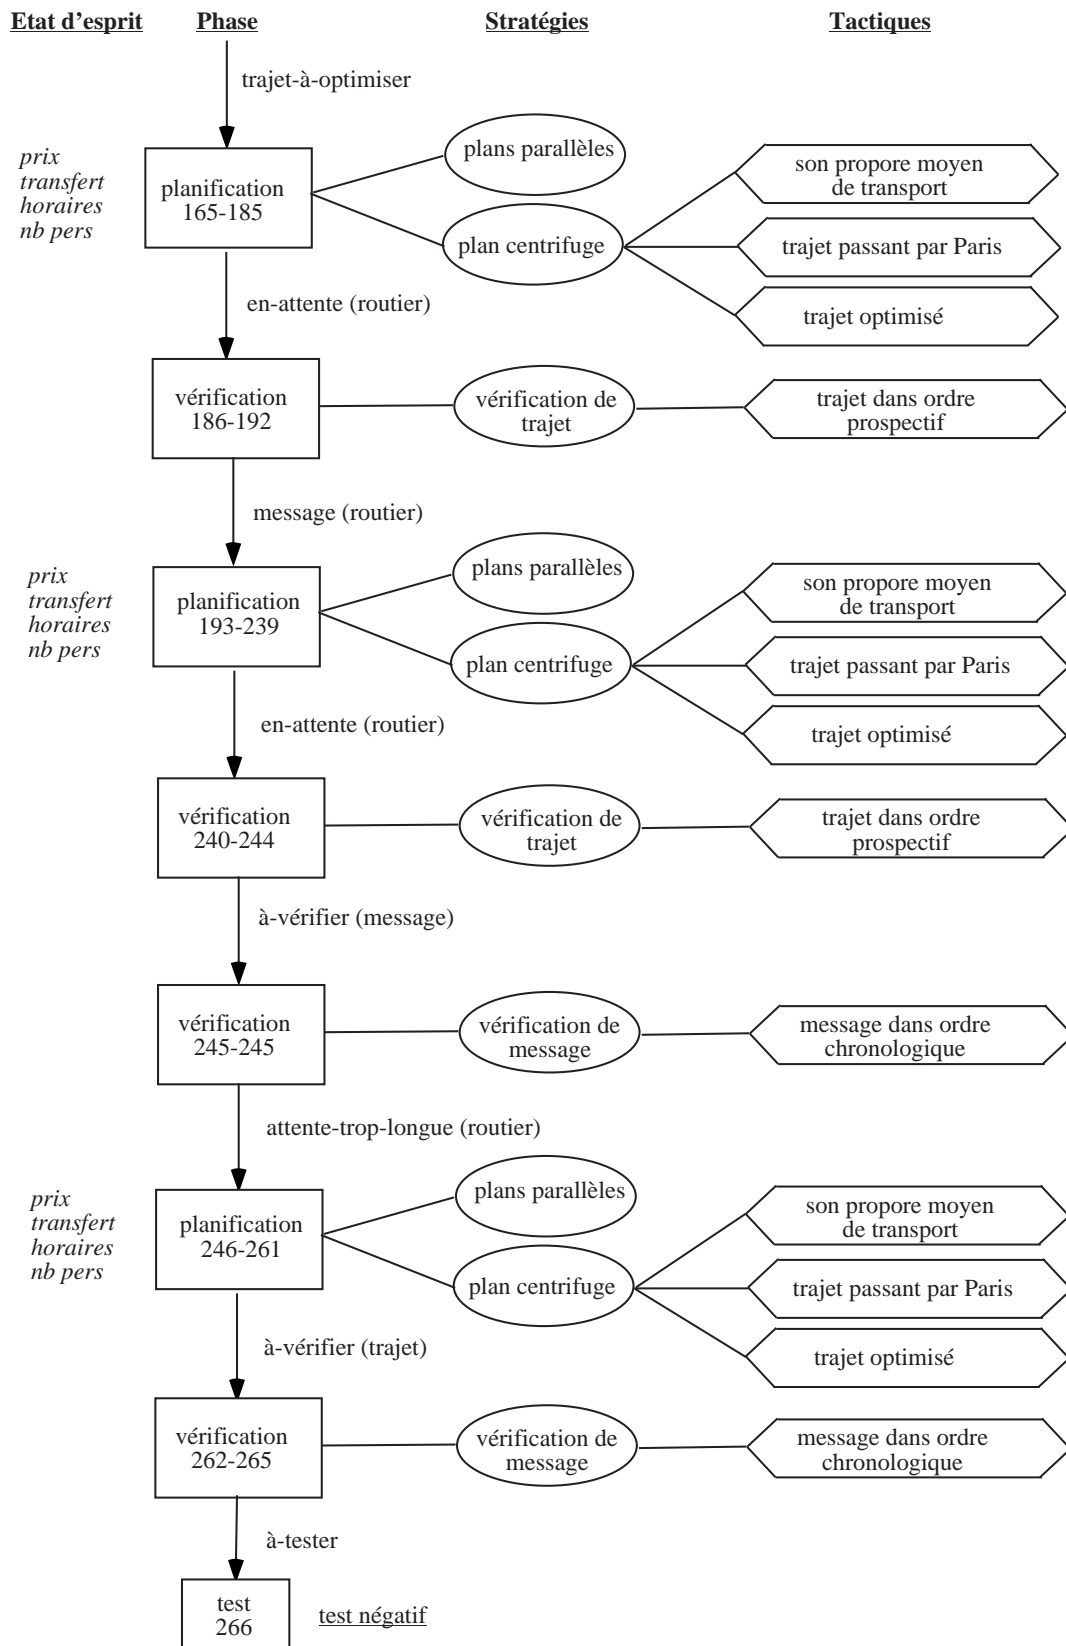 Etat d’esprit Phase Stratégies Tactiques
trajet-à-optimiser
prix
transfert
horaires
nb pers
planification
165-185
plans parallèles
plan centrifuge
son propore moyen
de transport
trajet passant par Paris
trajet optimisé
en-attente (routier)
vérification
186-192
vérification de
trajet
trajet dans ordre
prospectif
message (routier)
prix
transfert
horaires
nb pers
planification
193-239
plans parallèles
plan centrifuge
son propore moyen
de transport
trajet passant par Paris
trajet optimisé
en-attente (routier)
vérification
240-244
vérification de
trajet
trajet dans ordre
prospectif
à-vérifier (message)
vérification
245-245
vérification de
message
message dans ordre
chronologique
attente-trop-longue (routier)
prix
transfert
horaires
nb pers
planification
246-261
plans parallèles
plan centrifuge
son propore moyen
de transport
trajet passant par Paris
trajet optimisé
à-vérifier (trajet)
vérification
262-265
vérification de
message
message dans ordre
chronologique
à-tester
test
266
test négatif